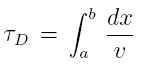 τ_D = ∫_a^b dx/v